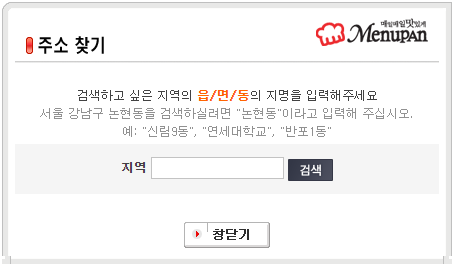 주소 찾기
매일매일맛있게
MenupAN
검색하고 싶은 지역의 읍/면/동의 지명을 입력해주세요
서울 강남구 논현동을 검색하실려면 "논현동"이라고 입력해 주십시오.
예: "신림9동", "연세대학교", "반포1동"
지역 검색
창닫기